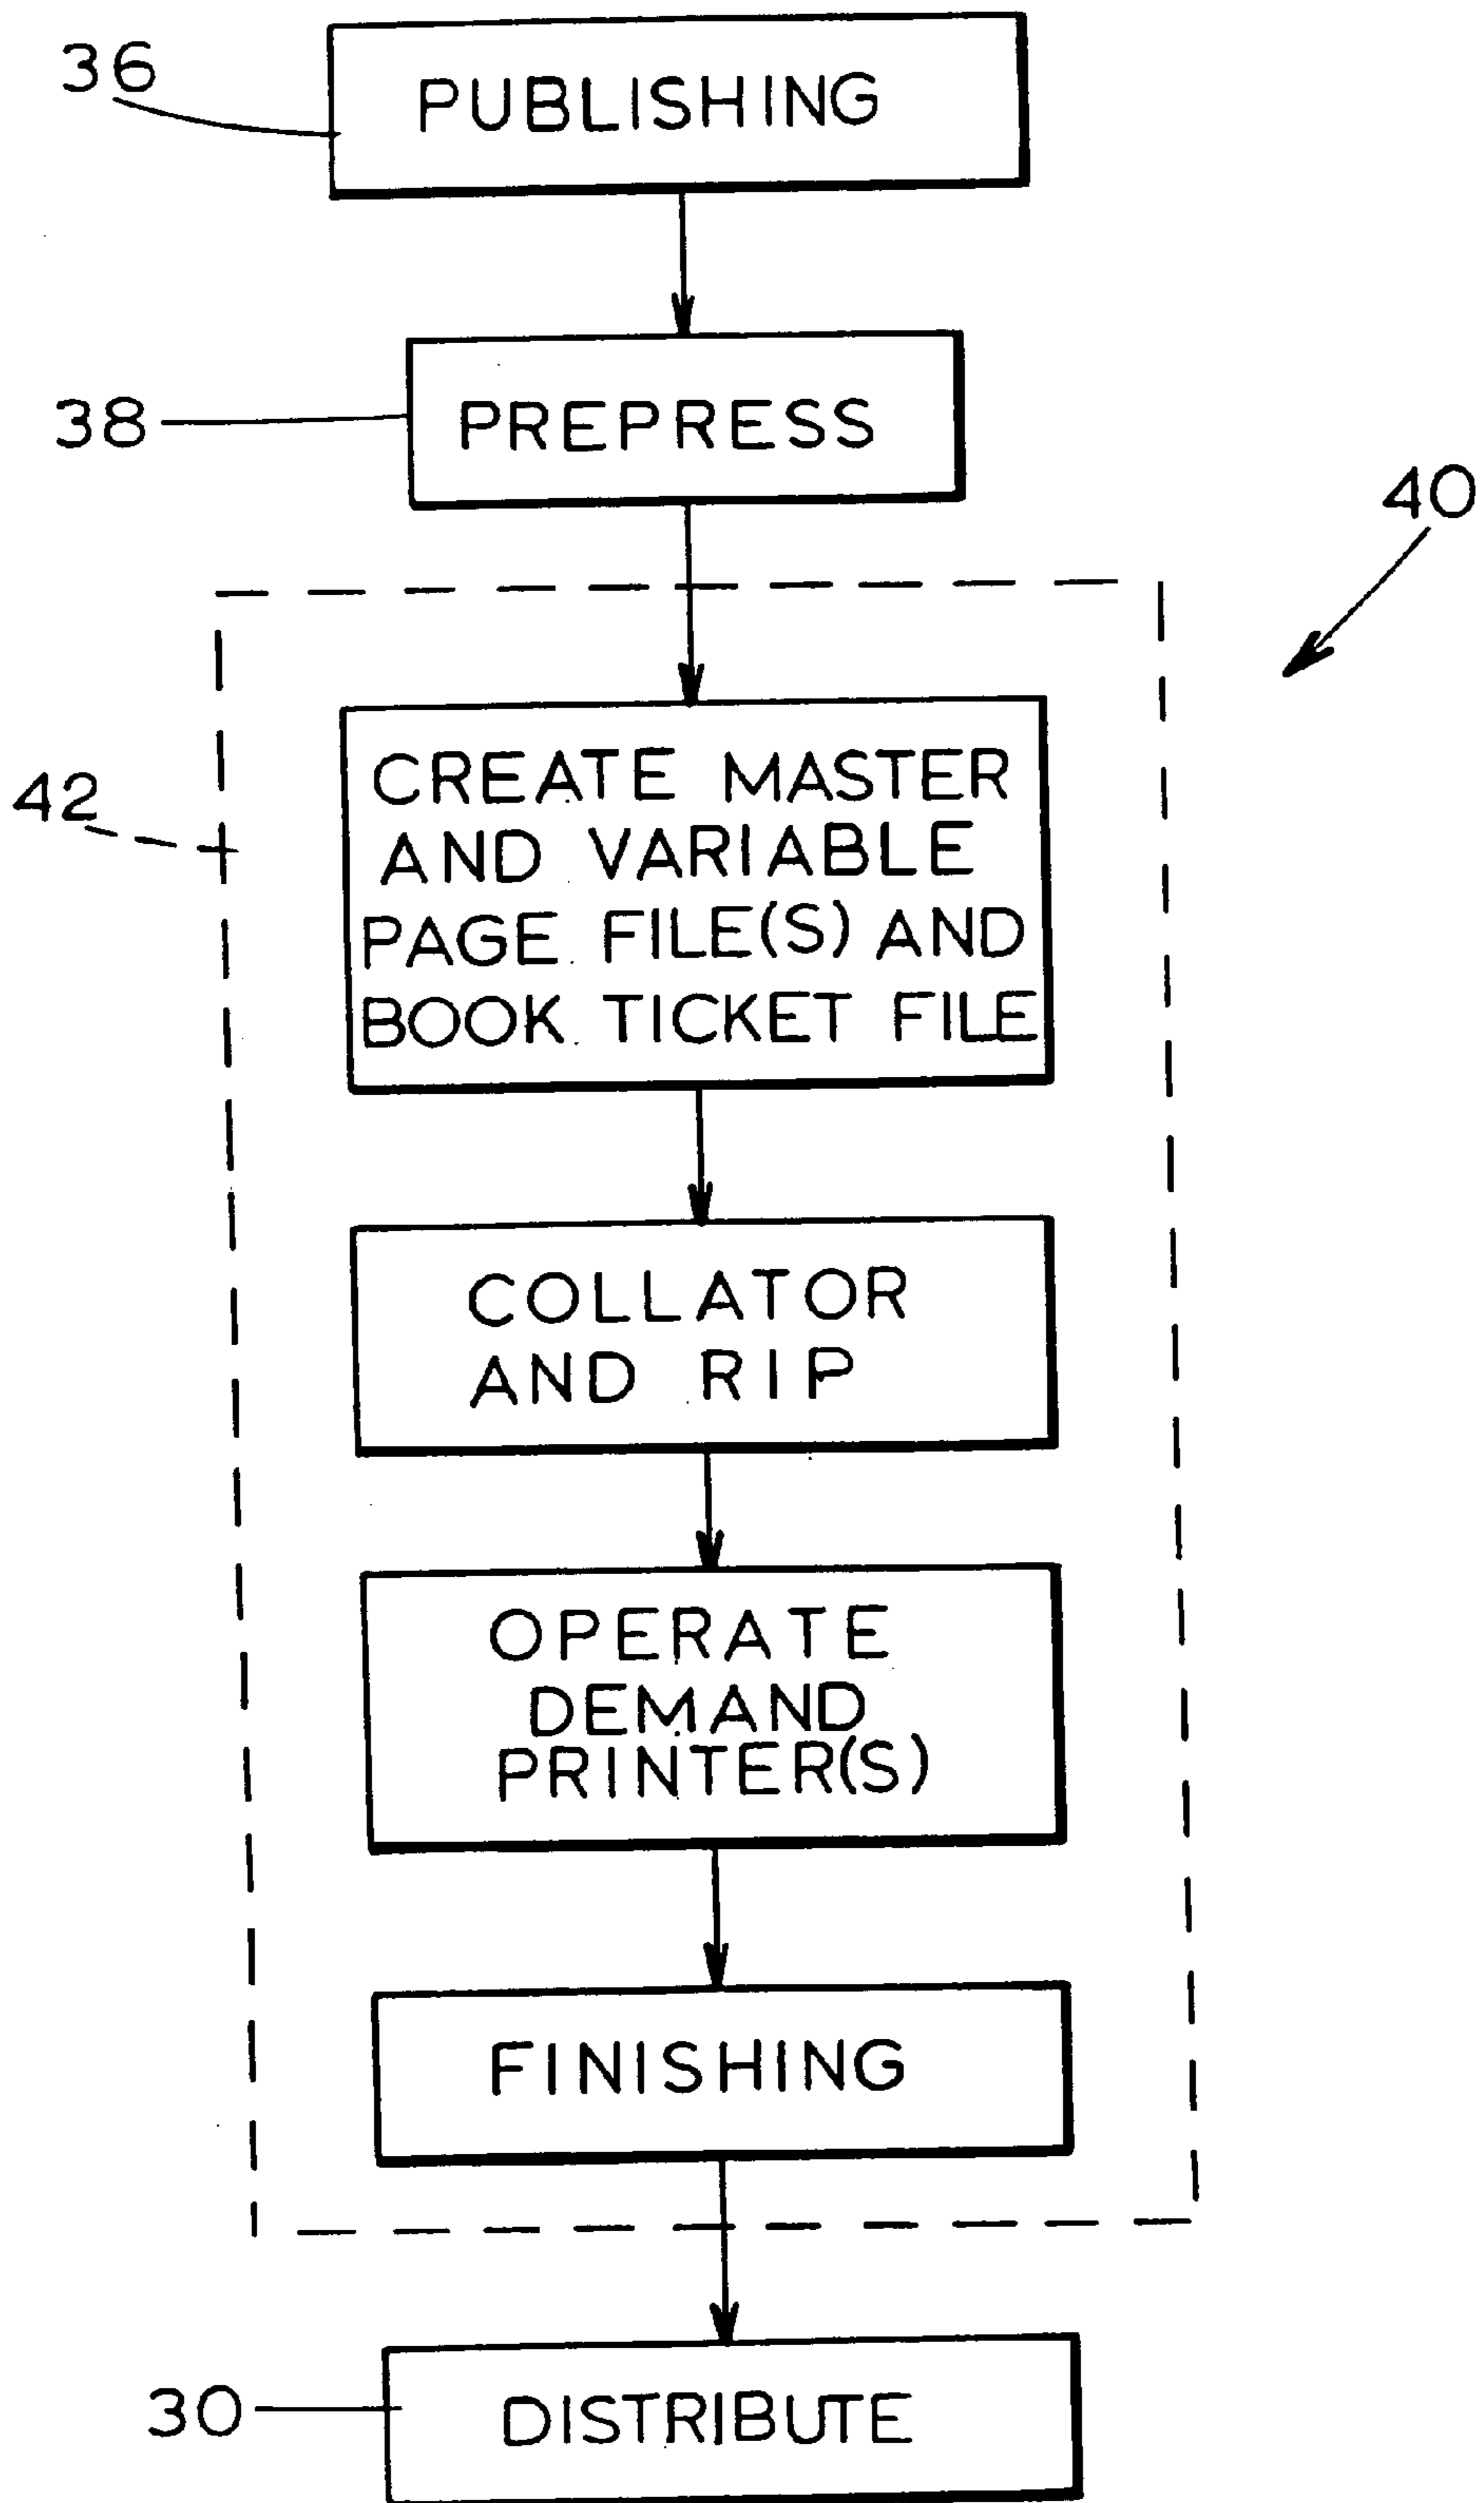 36
PUBLISHING
38
PREPRESS
40
42
CREATE MASTER
AND VARIABLE
PAGE FILE(S) AND
BOOK TICKET FILE
COLLATOR
AND RIP
OPERATE
DEMAND
PRINTER(S)
FINISHING
30
DISTRIBUTE